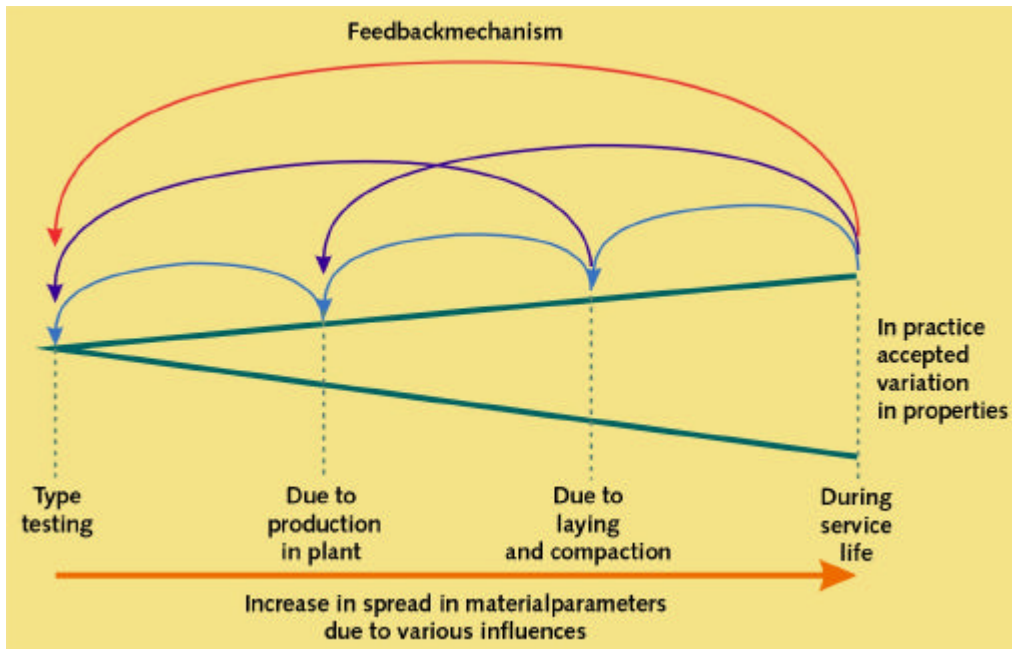 Feedbackmechanism
In practice
accepted
variation
in properties
Type
testing
Due to
production
in plant
Due to
laying
and compaction
During
service
life
Increase in spread in materialparameters
due to various influences